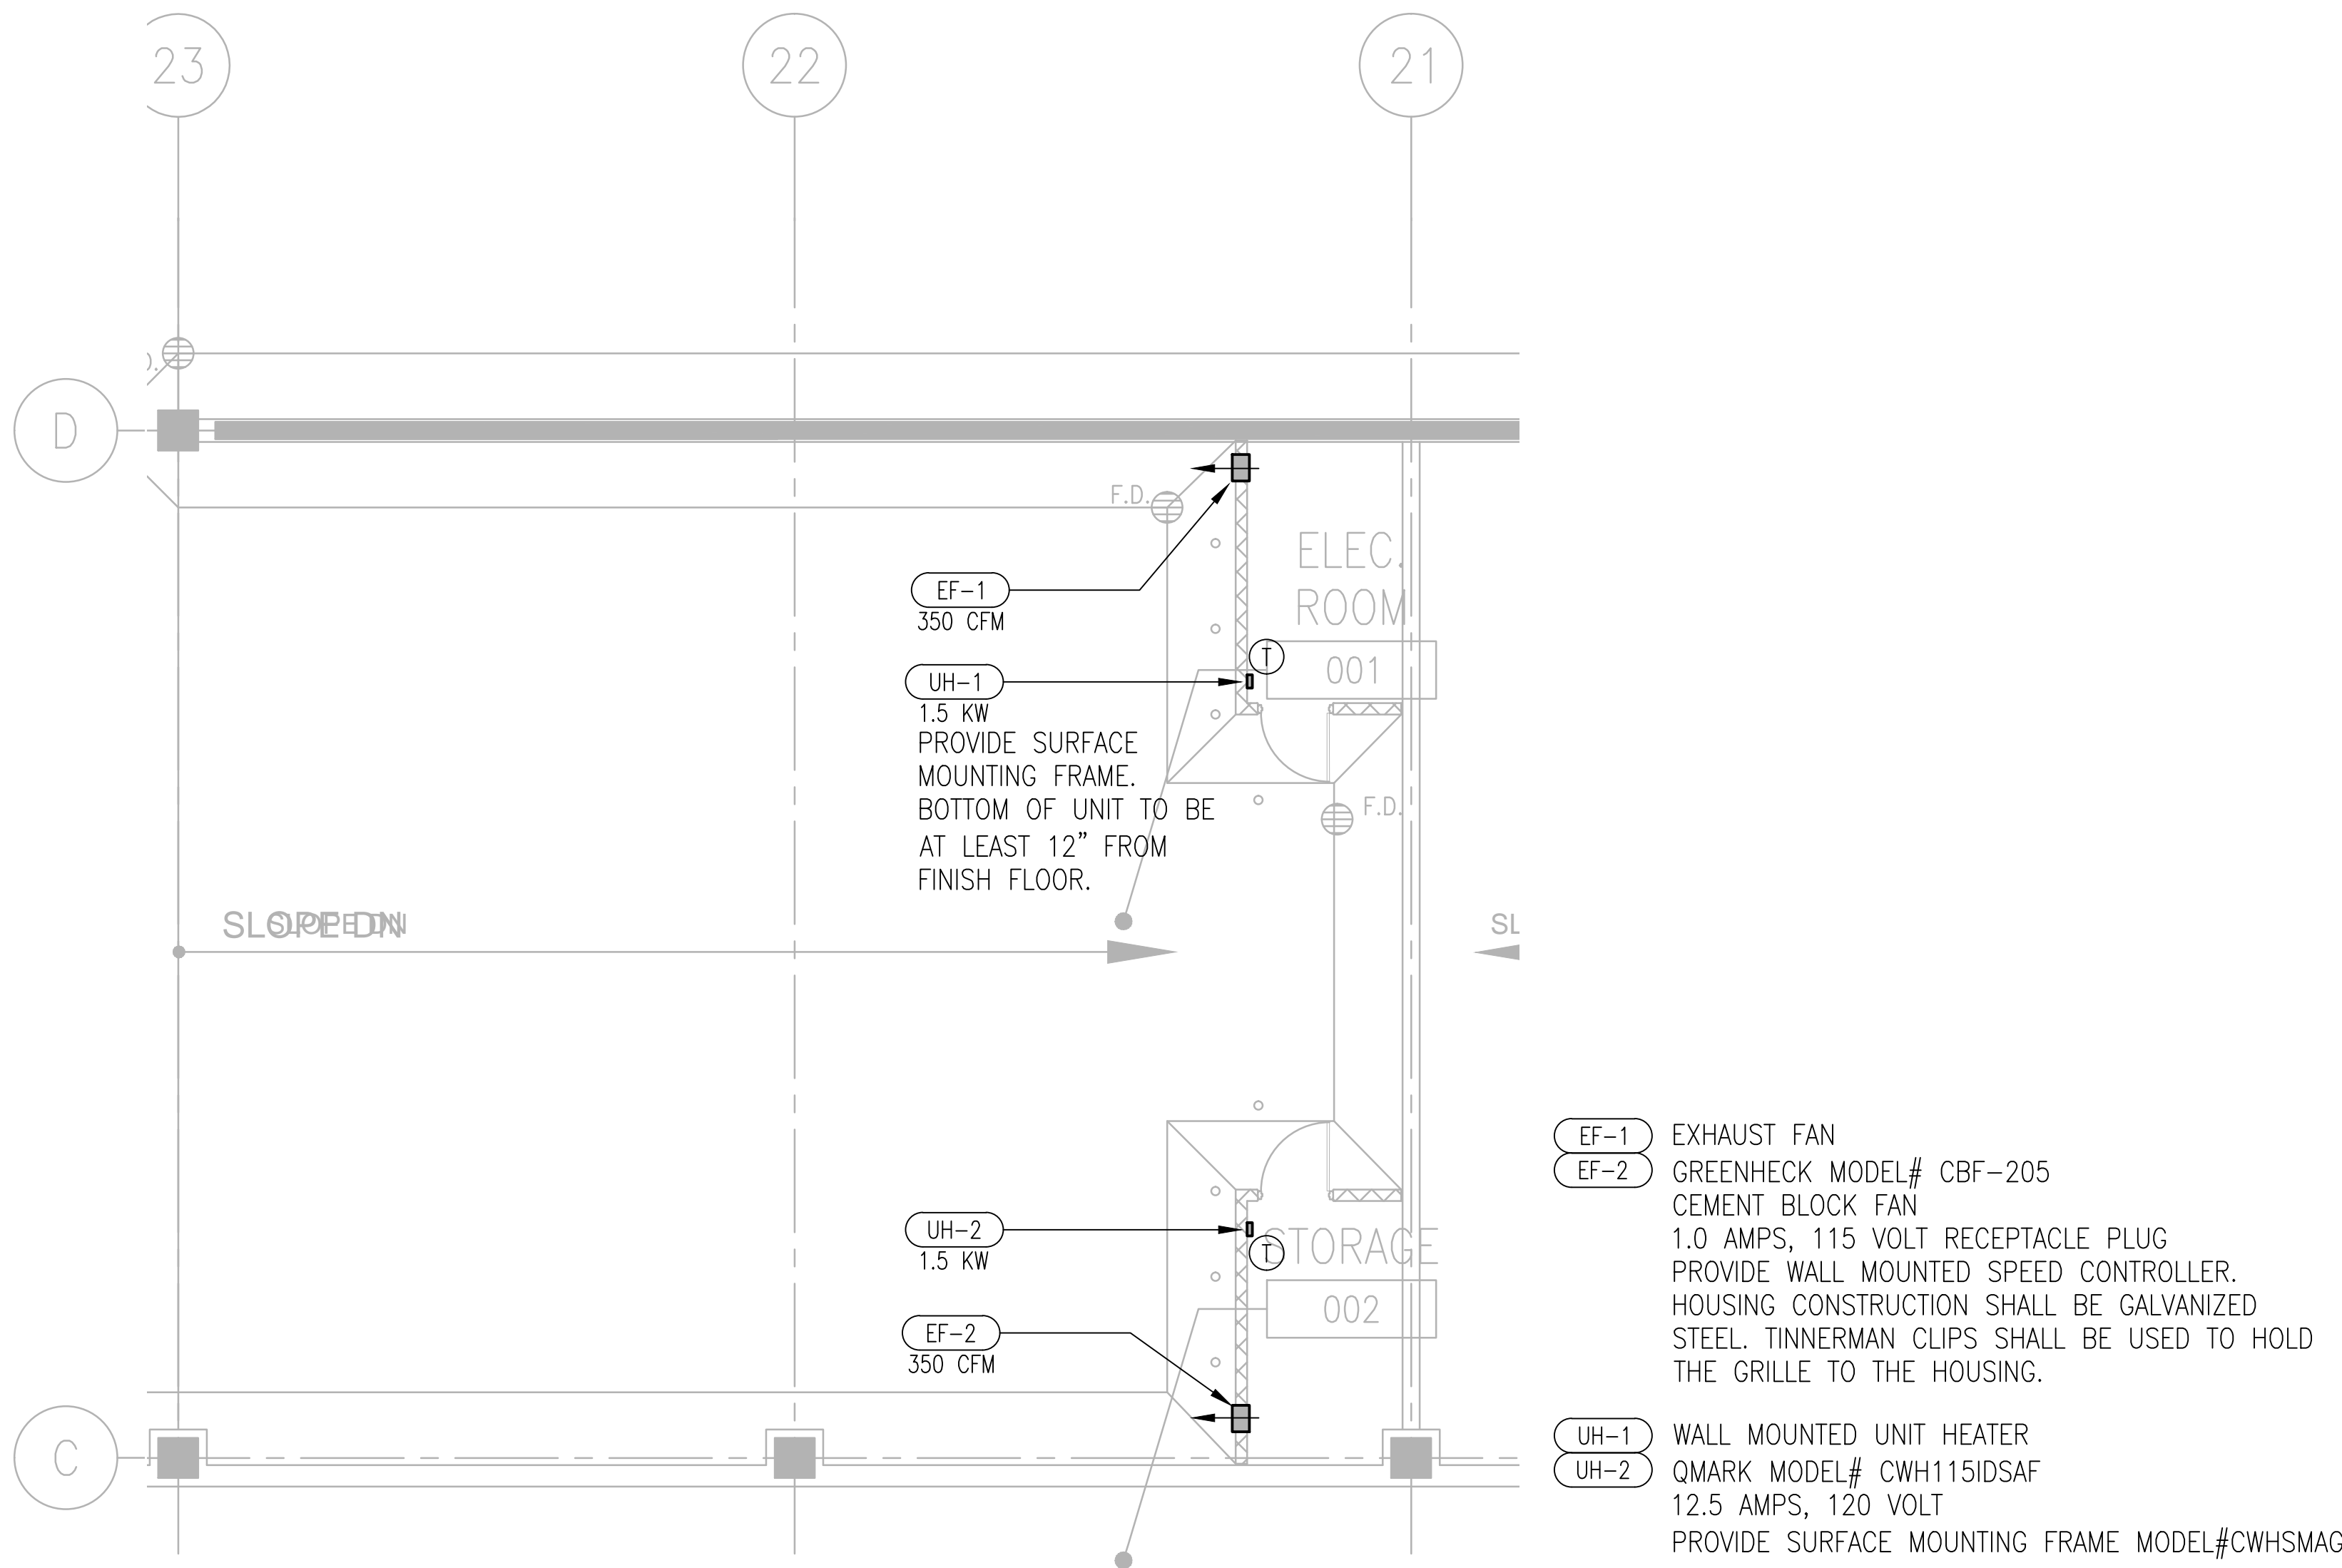 23
22
21
D
F.D.
ELEC.
ROOM
EF-1
350 CFM
001
UH-1
1.5 KW
PROVIDE SURFACE
MOUNTING FRAME.
BOTTOM OF UNIT TO BE
AT LEAST 12" FROM
FINISH FLOOR.
F.D.
SLOPE DN
SLOPE DN
SL
UH-2
1.5 KW
T
T
STORAGE
002
EF-2
350 CFM
C
EF-1 EXHAUST FAN
EF-2 GREENHECK MODEL# CBF-205
CEMENT BLOCK FAN
1.0 AMPS, 115 VOLT RECEPTACLE PLUG
PROVIDE WALL MOUNTED SPEED CONTROLLER.
HOUSING CONSTRUCTION SHALL BE GALVANIZED
STEEL. TINNERMAN CLIPS SHALL BE USED TO HOLD
THE GRILLE TO THE HOUSING.
UH-1 WALL MOUNTED UNIT HEATER
UH-2 QMARK MODEL# CWH115IDSAF
12.5 AMPS, 120 VOLT
PROVIDE SURFACE MOUNTING FRAME MODEL#CWHSMAG